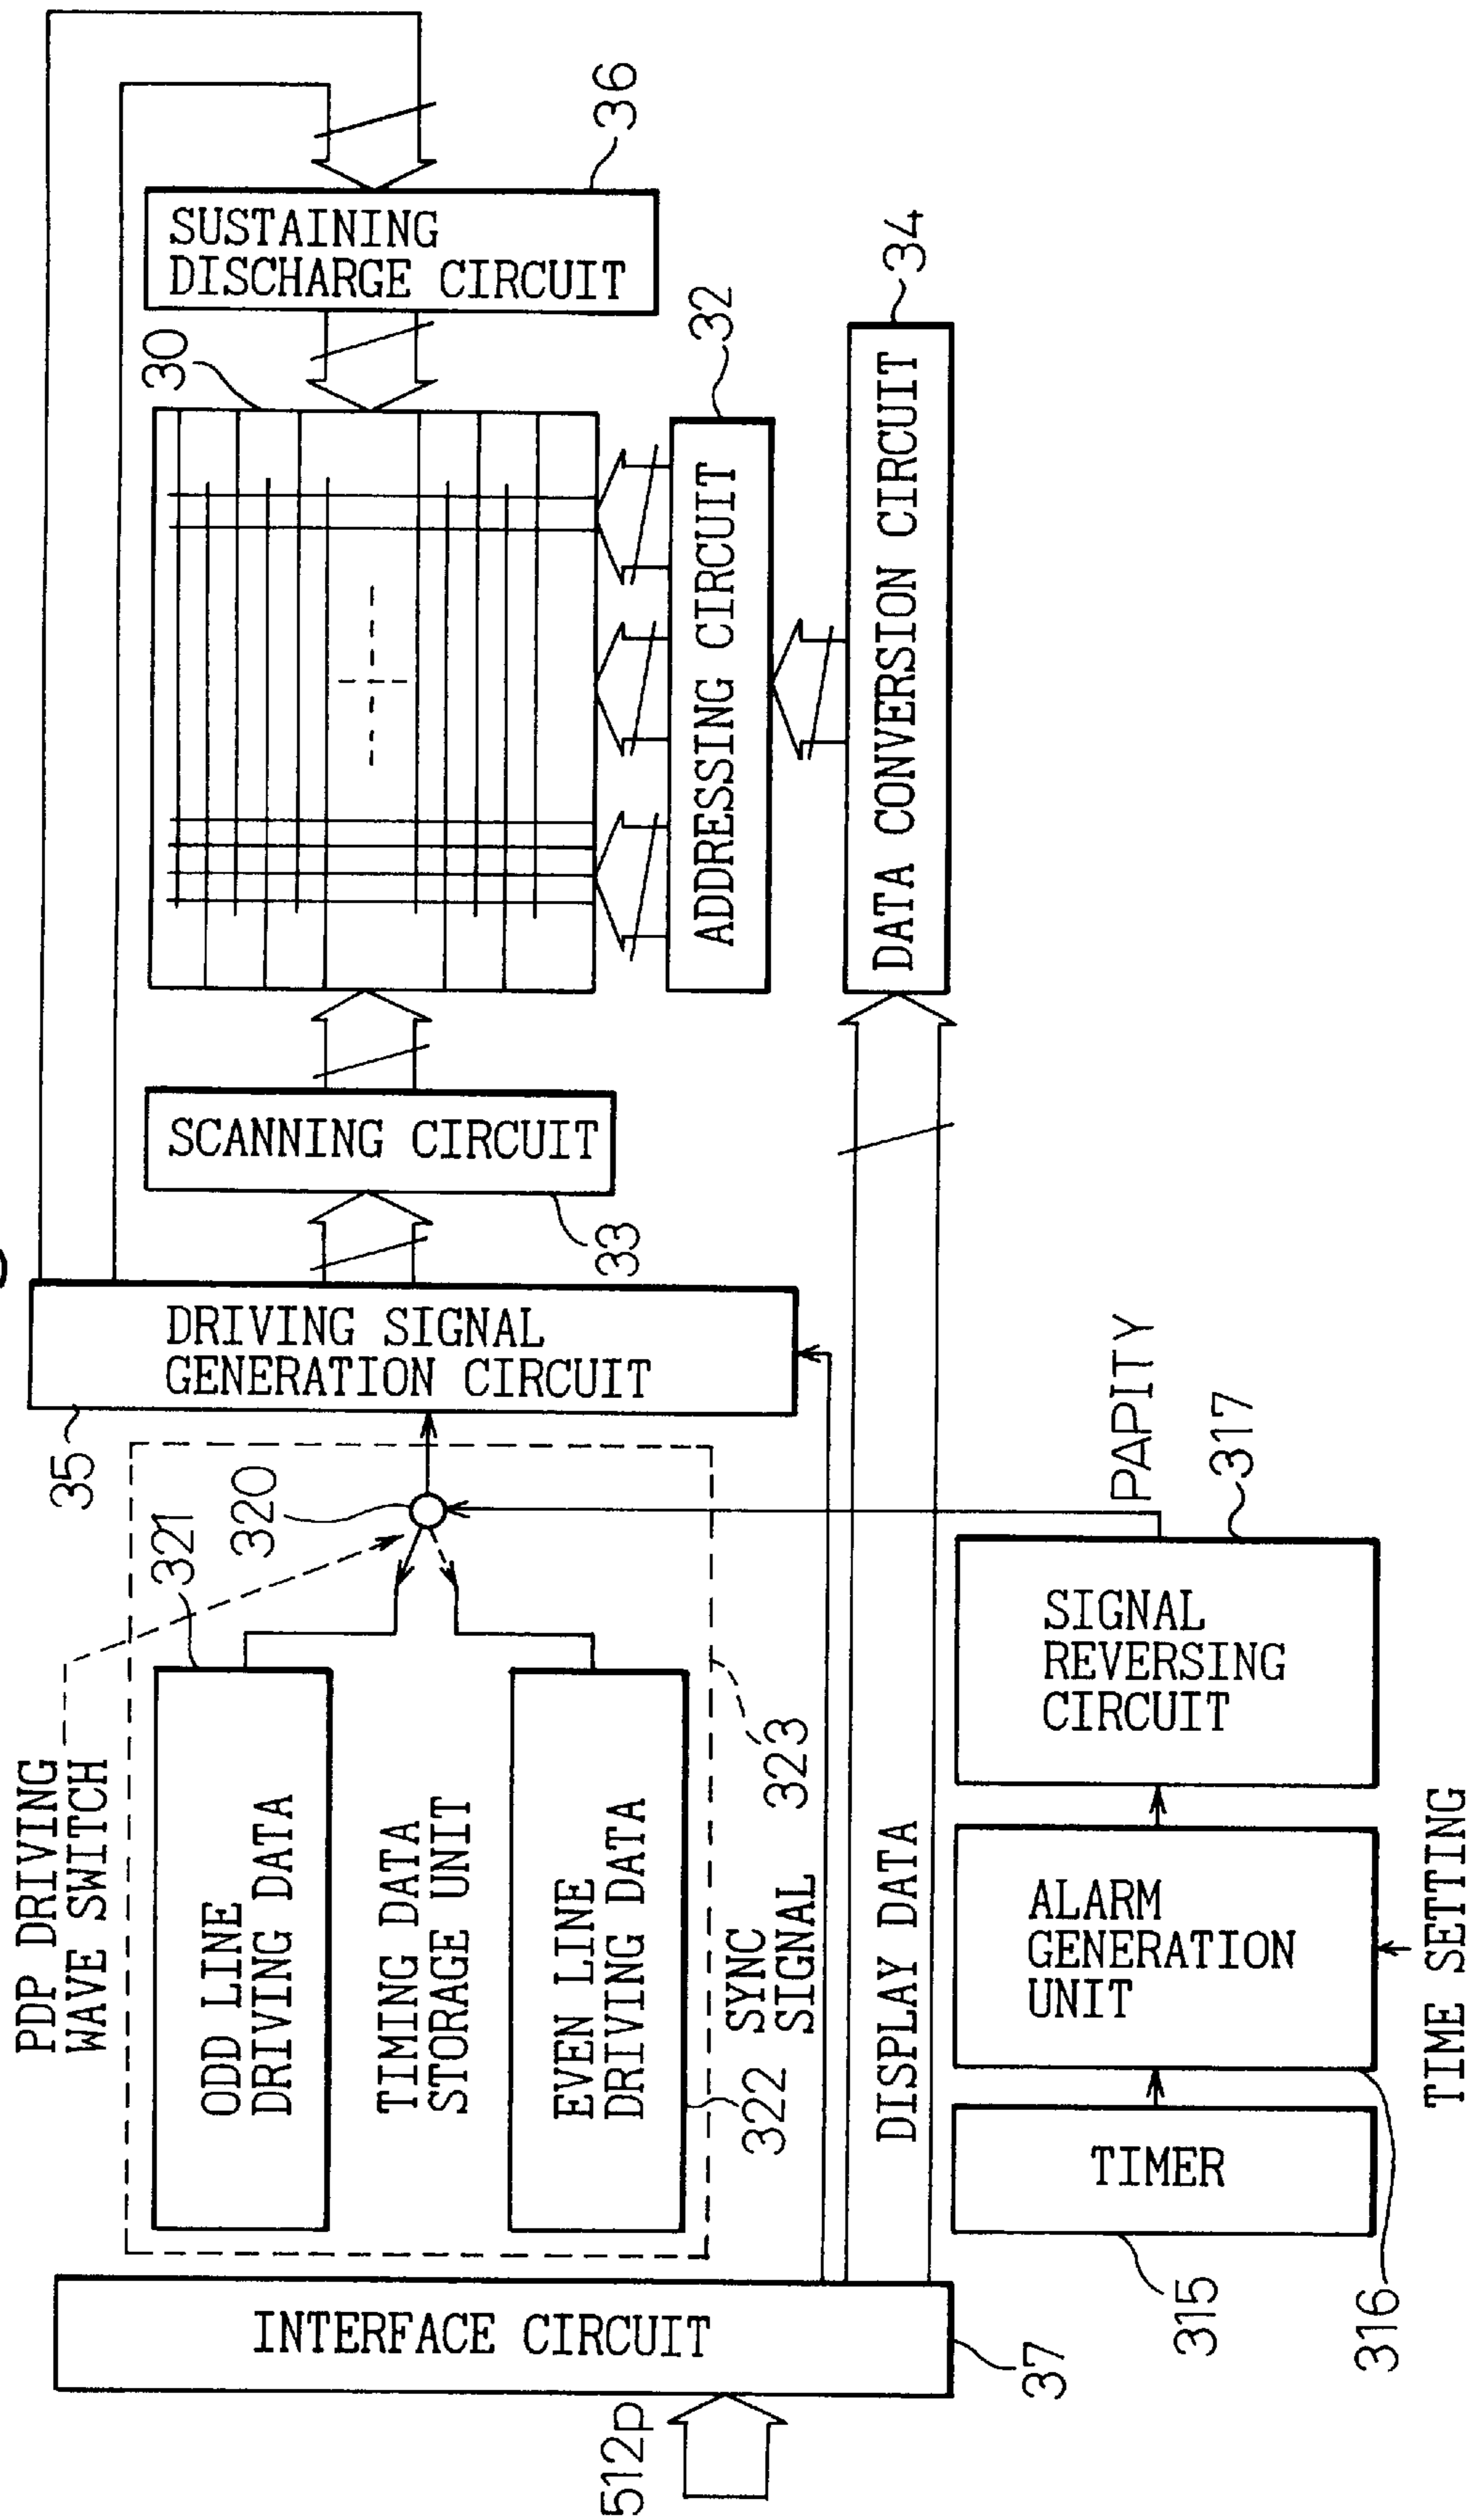 512p
INTERFACE CIRCUIT
37
PDP DRIVING
WAVE SWITCH
ODD LINE
DRIVING DATA
321
TIMING DATA
STORAGE UNIT
EVEN LINE
DRIVING DATA
322
323
320
35
DRIVING SIGNAL
GENERATION CIRCUIT
SCANNING CIRCUIT
33
30
SUSTAINING
DISCHARGE CIRCUIT
36
ADDRESSING CIRCUIT
32
DATA CONVERSION CIRCUIT
34
SYNC
SIGNAL
DISPLAY DATA
TIMER
315
ALARM
GENERATION
UNIT
316
TIME SETTING
SIGNAL
REVERSING
CIRCUIT
317
PAPITY